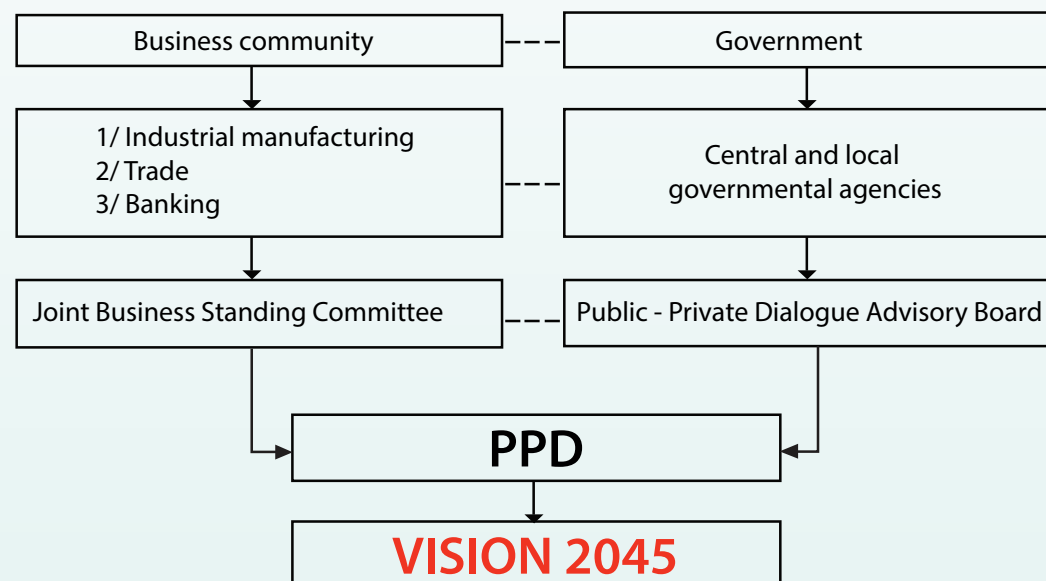 Business community
Government
1/ Industrial manufacturing
2/ Trade
3/ Banking
Central and local
governmental agencies
Joint Business Standing Committee
Public - Private Dialogue Advisory Board
PPD
VISION 2045